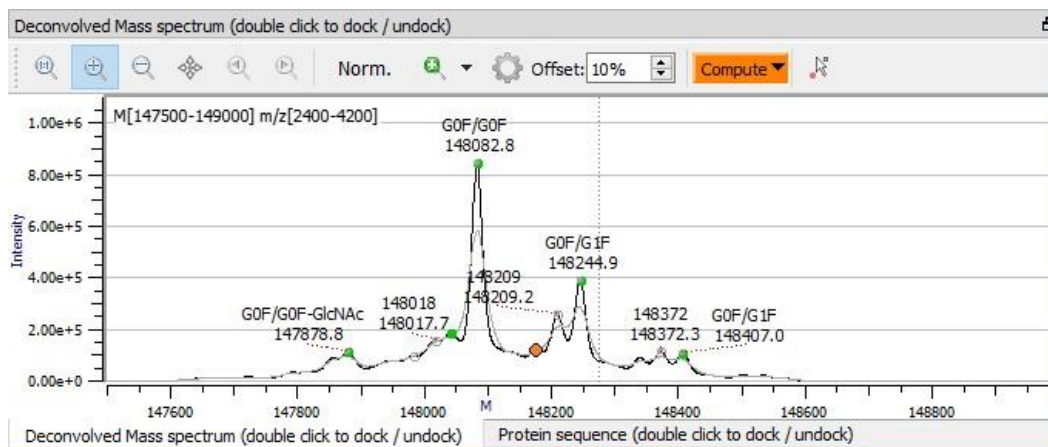 Deconvolved Mass spectrum (double click to dock / undock)
Norm. Offset: 10% Compute
M[147500-149000] m/z[2400-4200]
1.00e+6
8.00e+5
6.00e+5
4.00e+5
2.00e+5
0.00e+0
Intensity
G0F/G0F
148082.8
G0F/G1F
148244.9
148209
148209.2
G0F/G0F-GlcNAc
147878.8
148018
148017.7
148372
148372.3
G0F/G1F
148407.0
147600 147800 148000 148200 148400 148600 148800
M
Deconvolved Mass spectrum (double click to dock / undock) Protein sequence (double click to dock / undock)